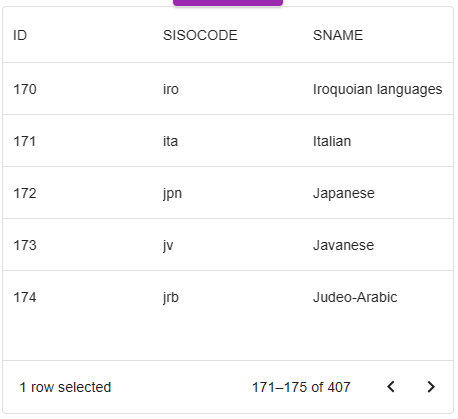 ID SISOCODE SNAME
170 iro Iroquoian languages
171 ita Italian
172 jpn Japanese
173 jv Javanese
174 jrb Judeo-Arabic
1 row selected 171–175 of 407